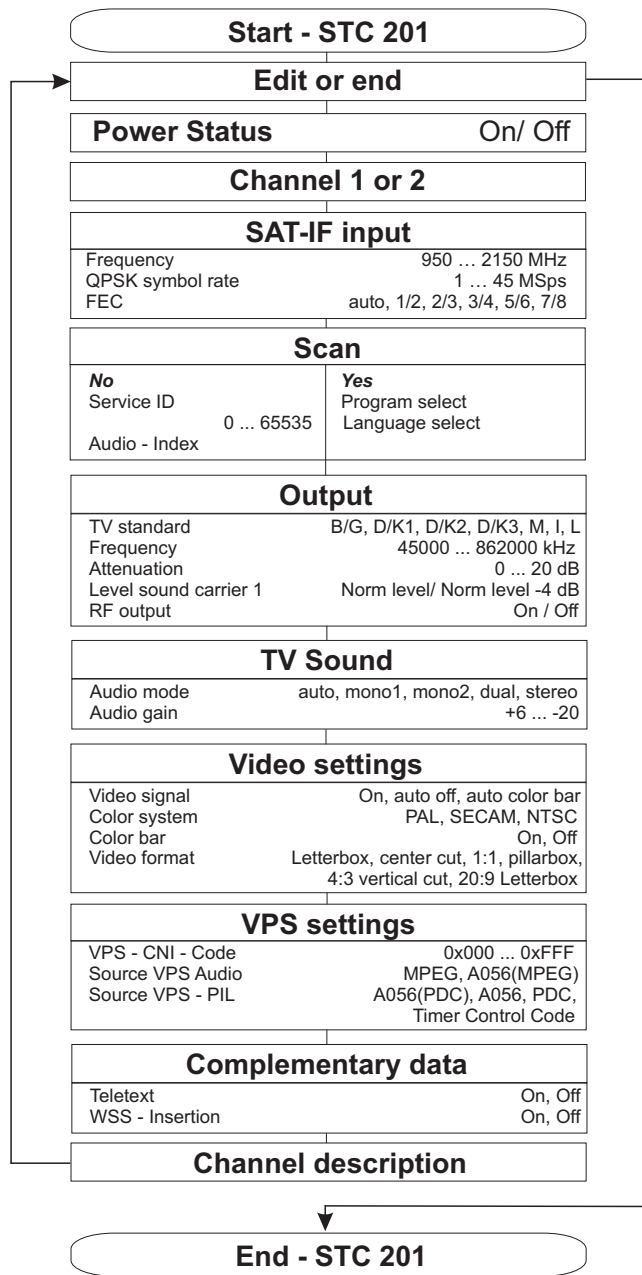 Start - STC 201
Edit or end
Power Status On/ Off
Channel 1 or 2
SAT-IF input
Frequency 950 ... 2150 MHz
QPSK symbol rate 1 ... 45 MSps
FEC auto, 1/2, 2/3, 3/4, 5/6, 7/8
Scan
No
Service ID
0 ... 65535
Audio - Index
Yes
Program select
Language select
Output
TV standard B/G, D/K1, D/K2, D/K3, M, I, L
Frequency 45000 ... 862000 kHz
Attenuation 0 ... 20 dB
Level sound carrier 1 Norm level/ Norm level -4 dB
RF output On / Off
TV Sound
Audio mode auto, mono1, mono2, dual, stereo
Audio gain +6 ... -20
Video settings
Video signal On, auto off, auto color bar
Color system PAL, SECAM, NTSC
Color bar On, Off
Video format Letterbox, center cut, 1:1, pillarbox,
4:3 vertical cut, 20:9 Letterbox
VPS settings
VPS - CNI - Code 0x000 ... 0xFFF
Source VPS Audio MPEG, A056(MPEG)
Source VPS - PIL A056(PDC), A056, PDC,
Timer Control Code
Complementary data
Teletext On, Off
WSS - Insertion On, Off
Channel description
End - STC 201